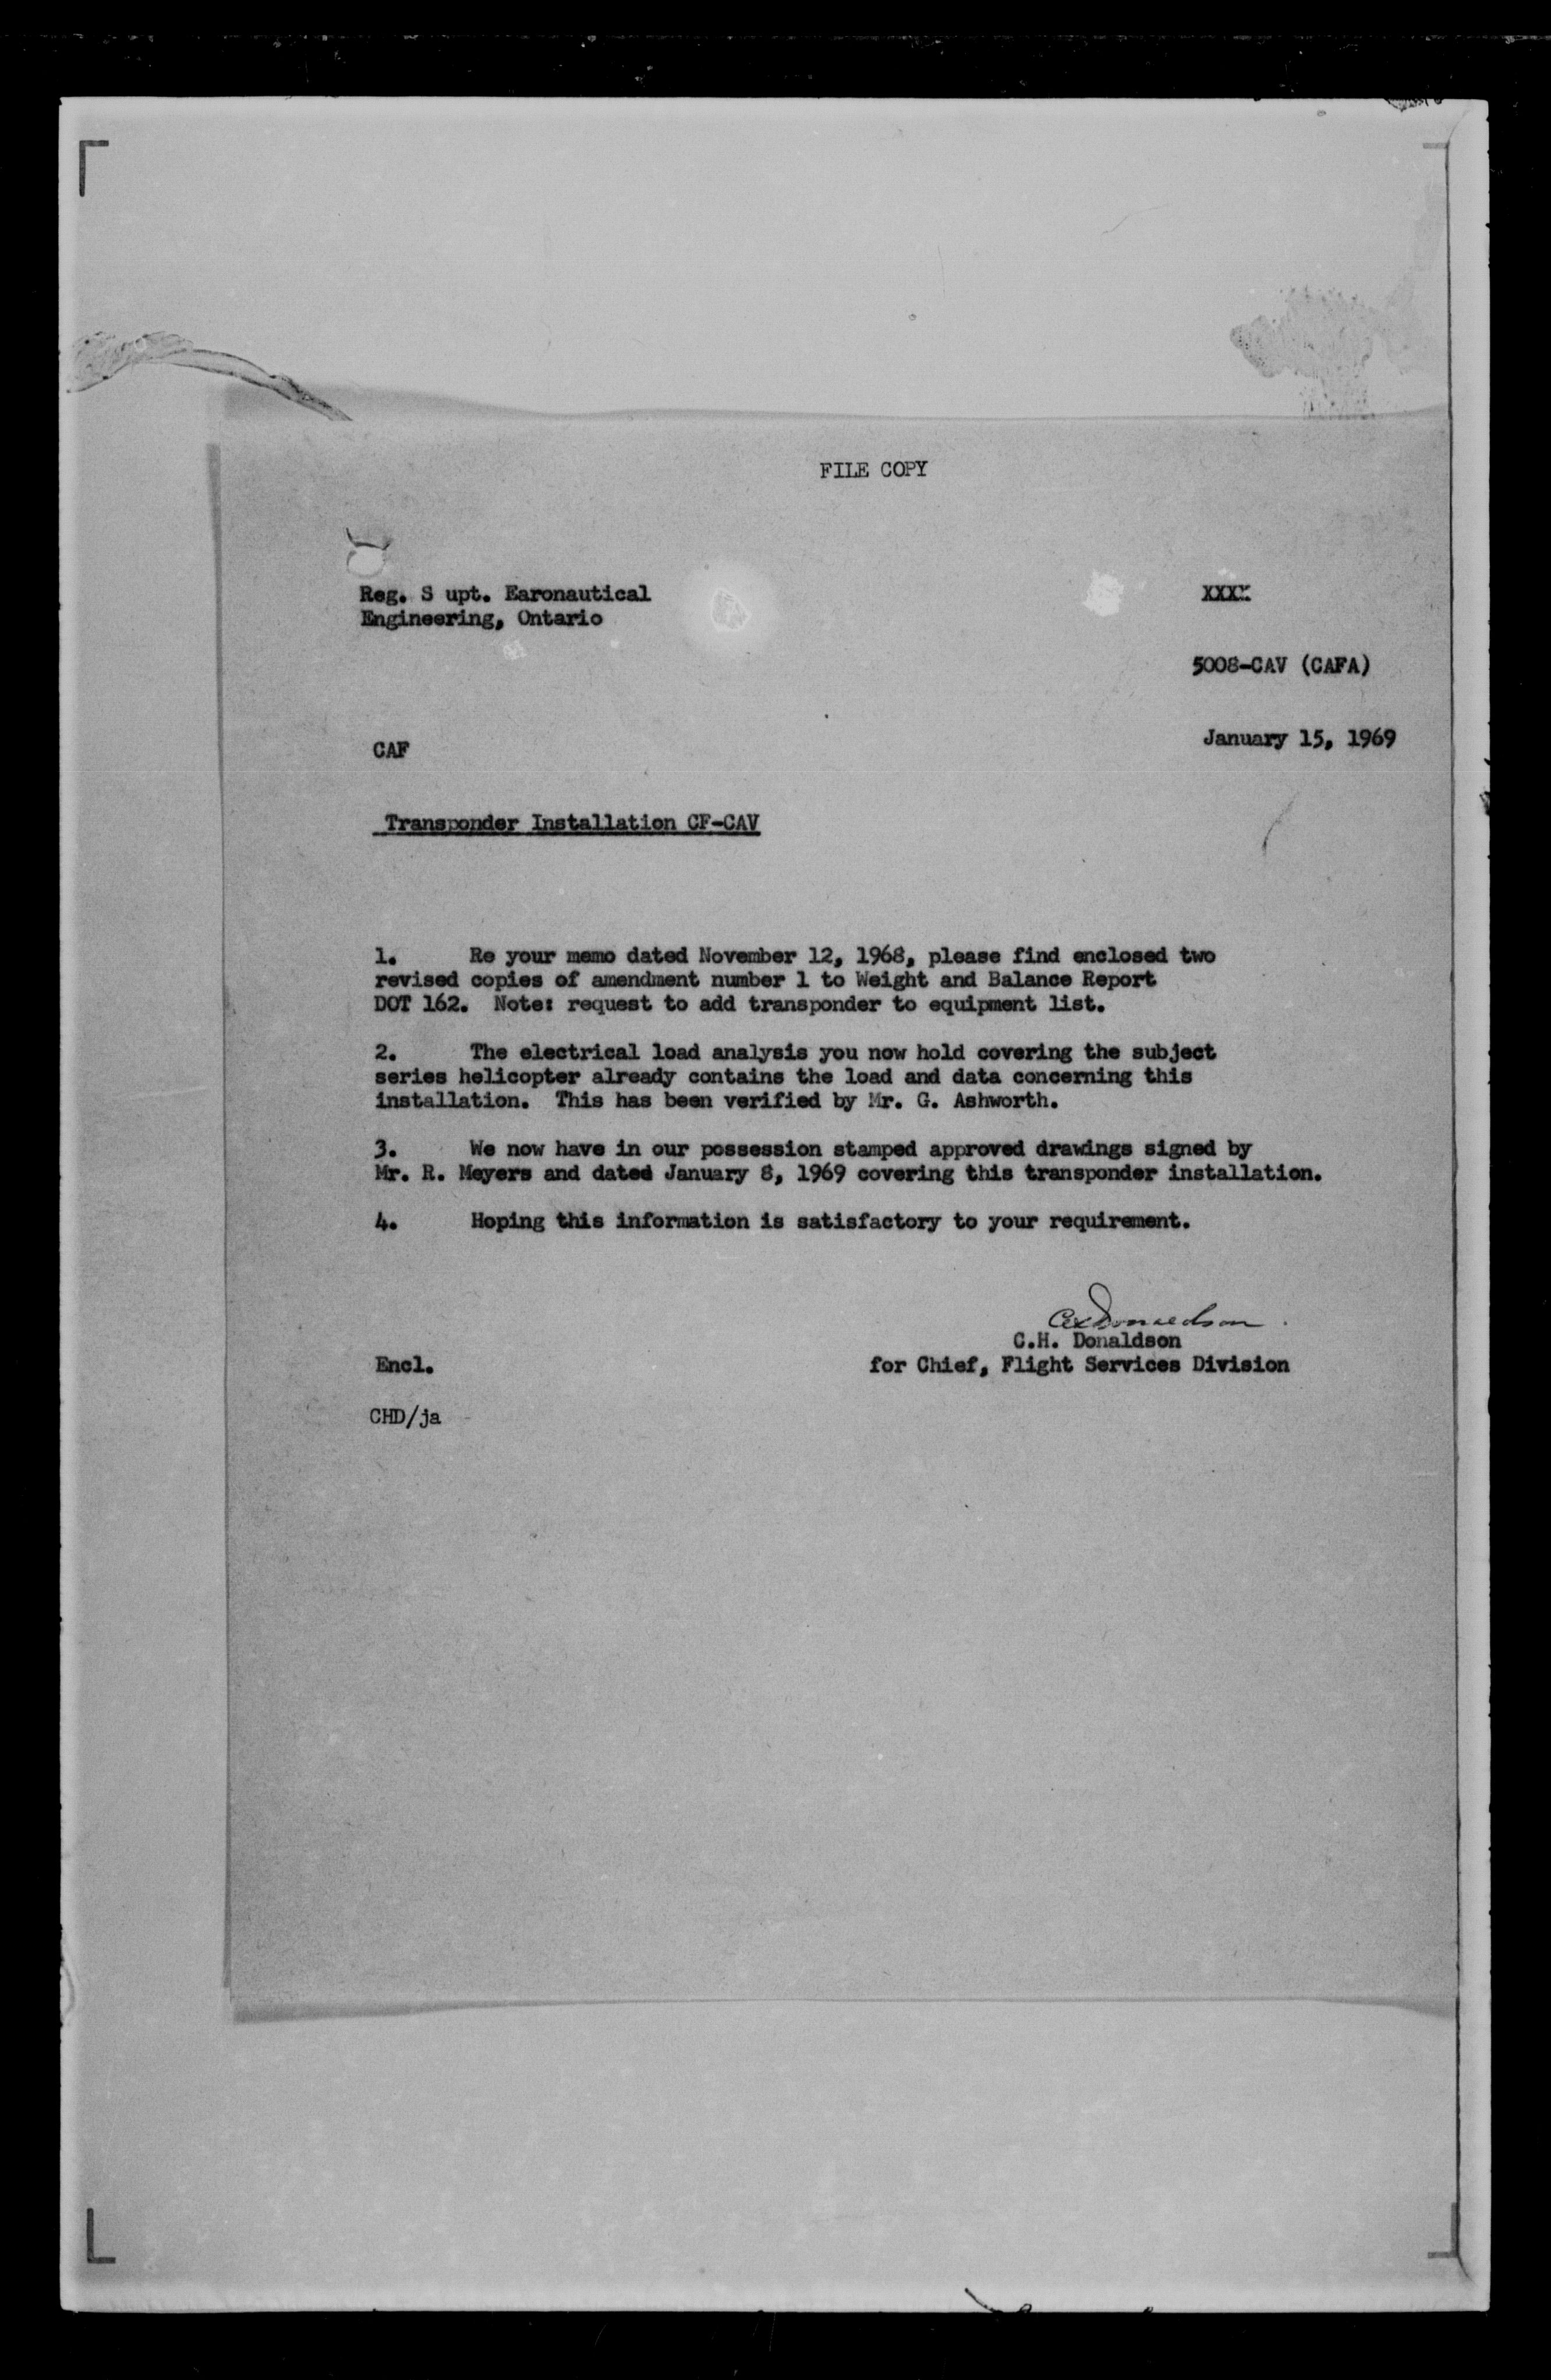 FILE COPY
Reg. S upt. Earonautical
Engineering, Ontario
XXXX
5008-CAV (CAFA)
January 15, 1969
CAF
Transponder Installation CF-CAV
1. Re your memo dated November 12, 1968, please find enclosed two
revised copies of amendment number 1 to Weight and Balance Report
DOT 162. Note: request to add transponder to equipment list.
2. The electrical load analysis you now hold covering the subject
series helicopter already contains the load and data concerning this
installation. This has been verified by Mr. G. Ashworth.
3. We now have in our possession stamped approved drawings signed by
Mr. R. Meyers and dated January 8, 1969 covering this transponder installation.
4. Hoping this information is satisfactory to your requirement.
CHDonaldson
C.H. Donaldson
Encl.
for Chief, Flight Services Division
CHD/ja